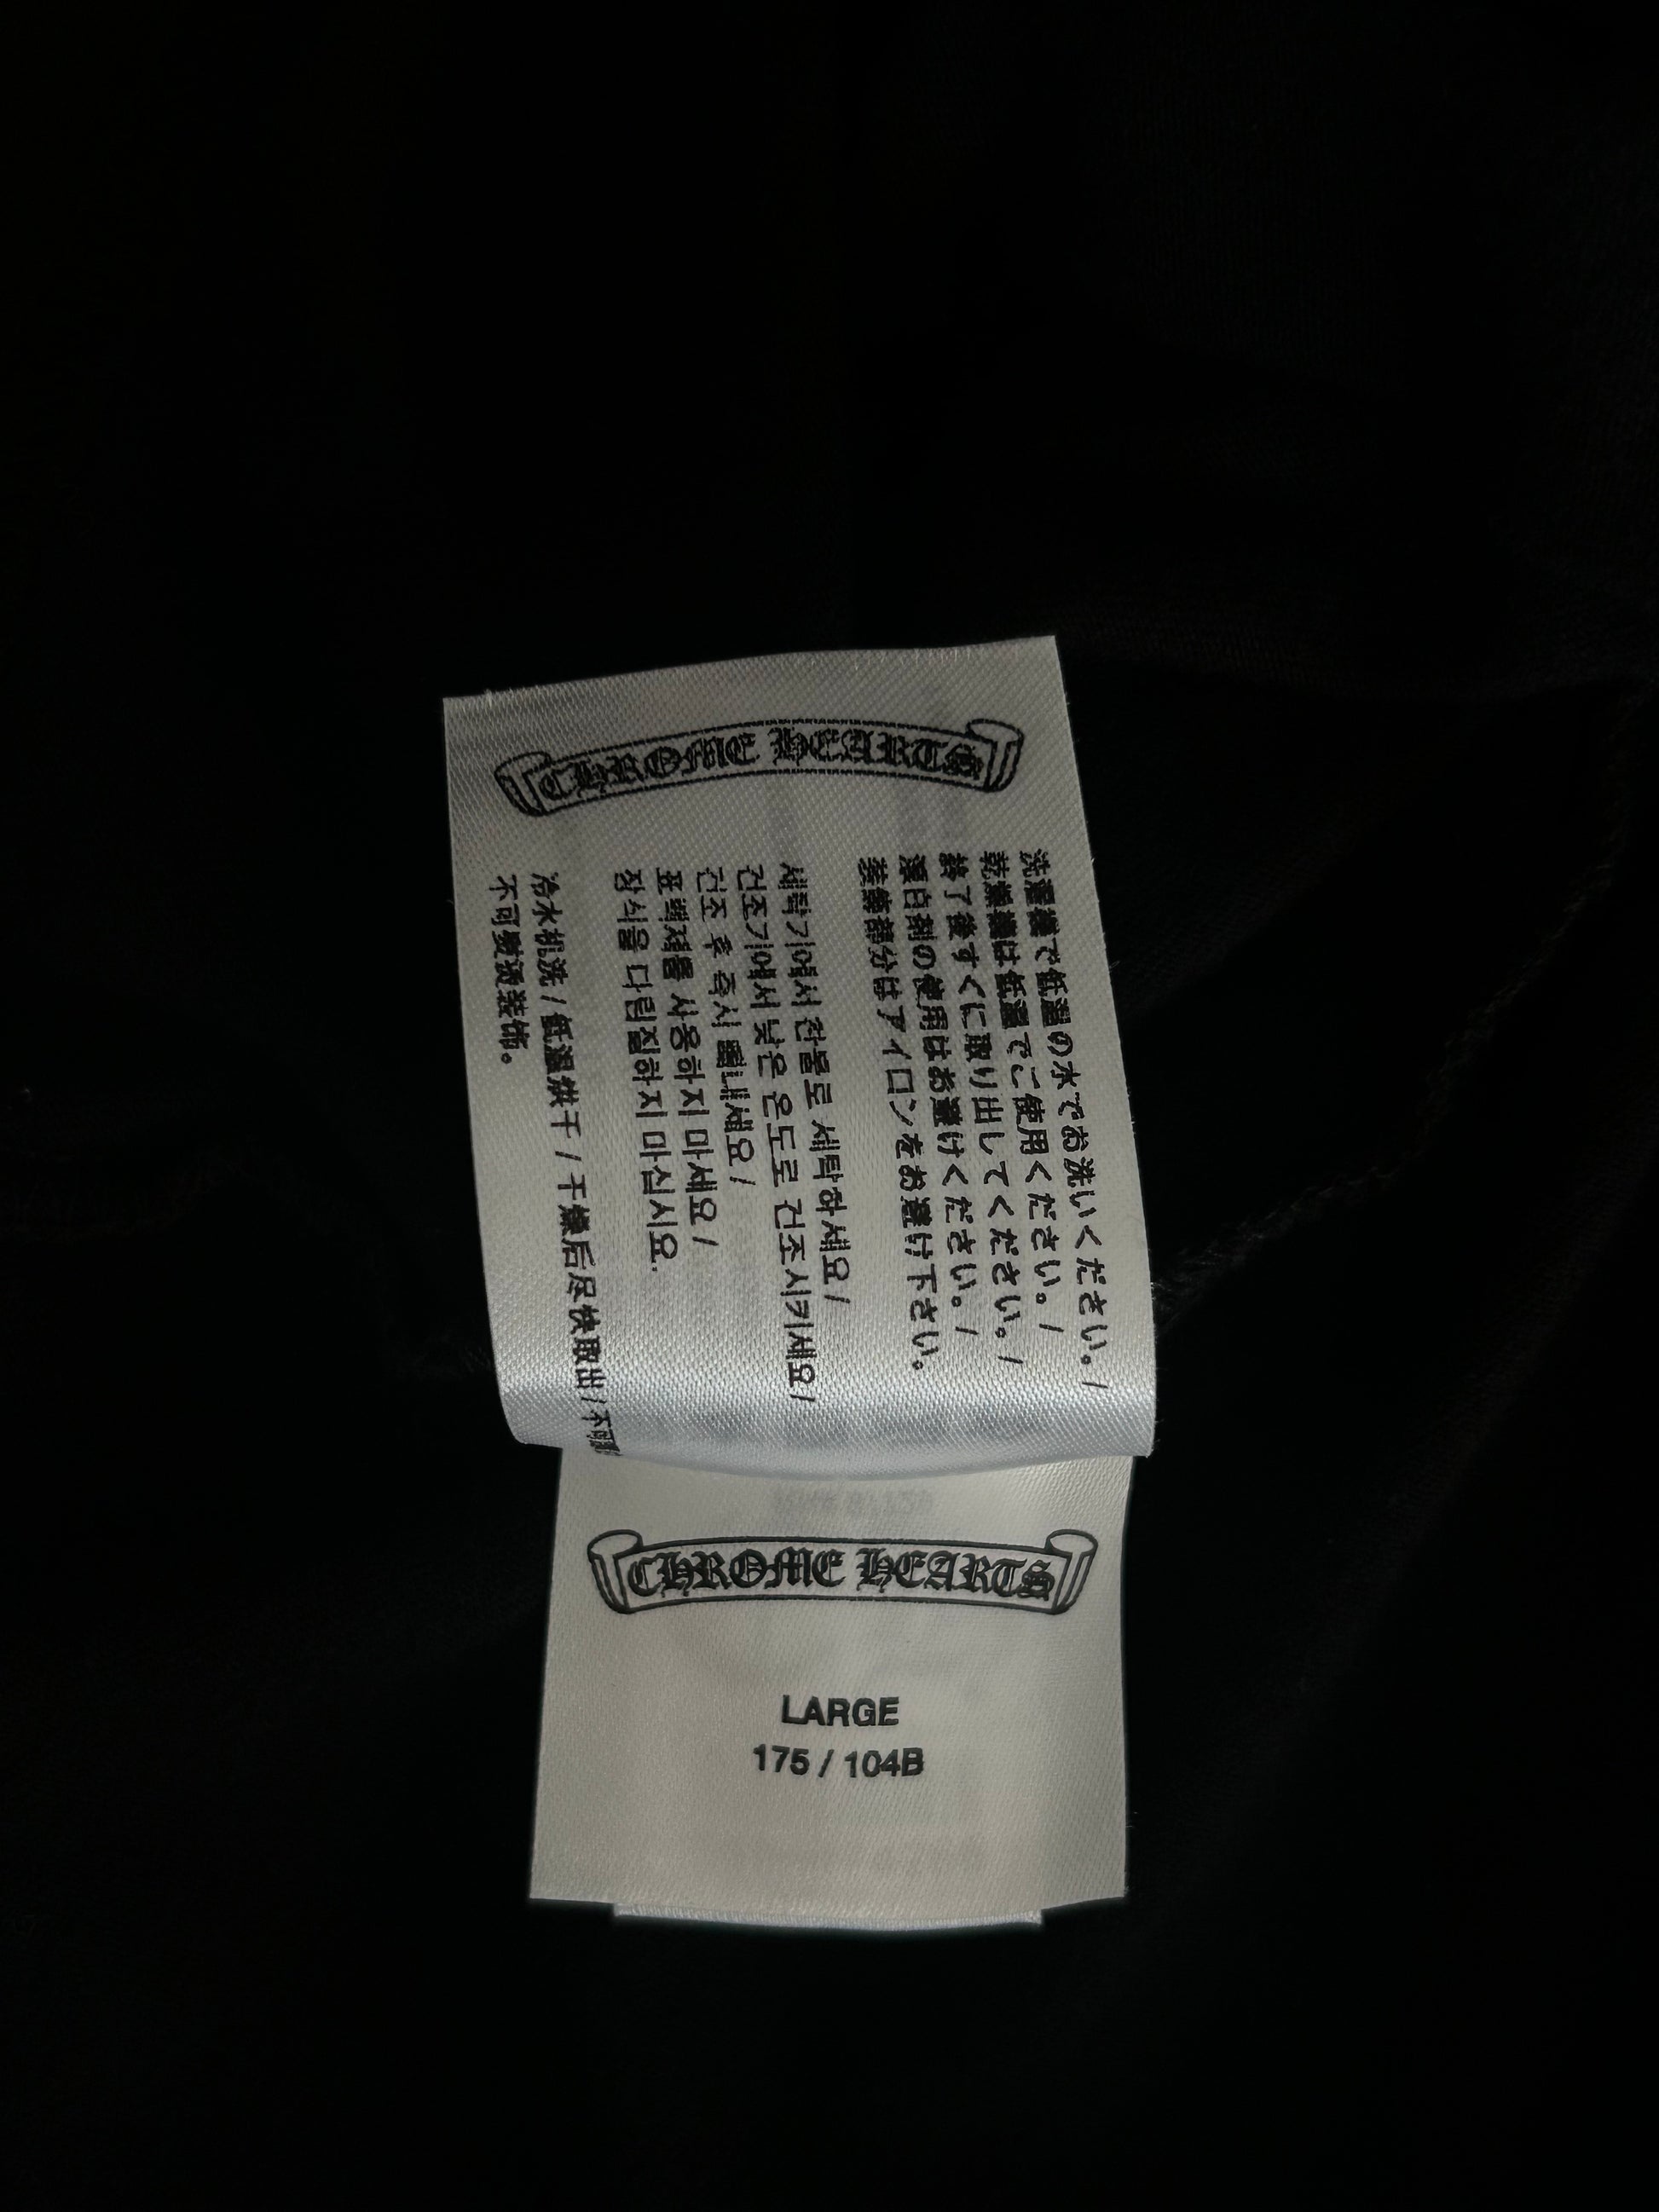 CHROME HEARTS
洗濯機で低温の水でお洗いください。/
乾燥機は低温でご使用ください。/
終了後すぐに取り出してください。/
漂白剤の使用はお避けください。/
装飾部分はアイロンをお避け下さい。
세탁기에서 찬물로 세탁하세요 /
건조기에서 낮은 온도로 건조시키세요 /
건조 후 즉시 빼내세요 /
표백제를 사용하지 마세요 /
장식을 다림질하지 마십시요.
冷水机洗 / 低温烘干 / 干燥后尽快取出 / 不可
不可熨烫装饰。
CHROME HEARTS
LARGE
175 / 104B